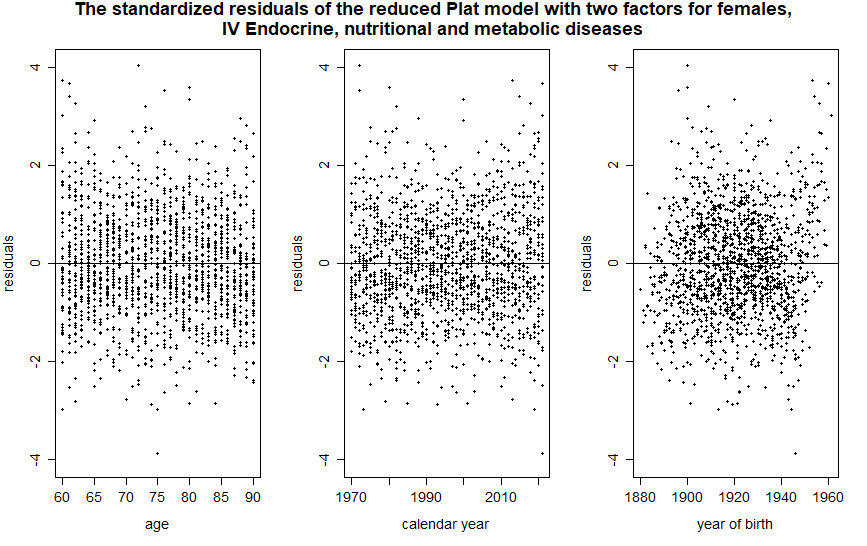 The standardized residuals of the reduced Plat model with two factors for females,
IV Endocrine, nutritional and metabolic diseases
residuals
4
2
0
-2
-4
60 65 70 75 80 85 90
age
residuals
4
2
0
-2
-4
1970 1990 2010
calendar year
residuals
4
2
0
-2
-4
1880 1900 1920 1940 1960
year of birth